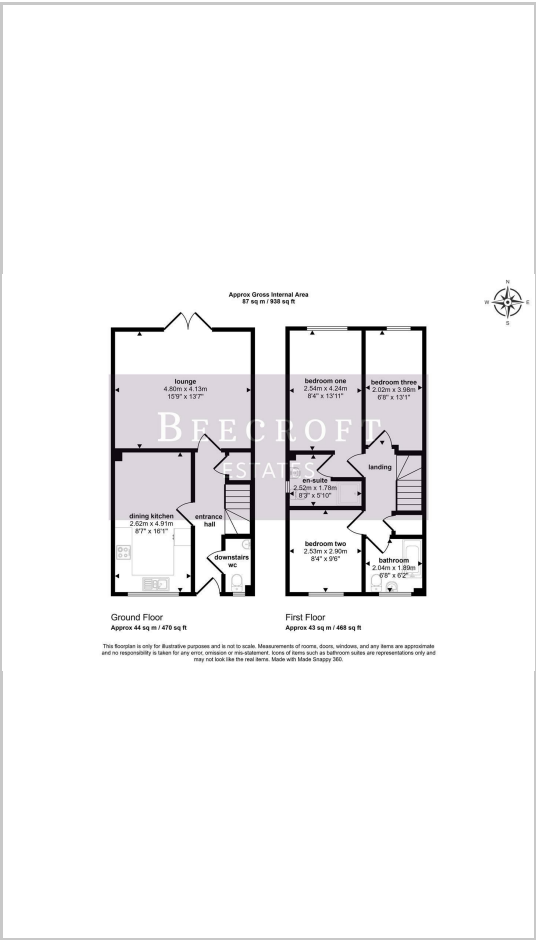 Approx Gross Internal Area
87 sq m / 938 sq ft
N
W E
S
lounge
4.80m x 4.13m
15'9" x 13'7"
bedroom one
2.54m x 4.24m
8'4" x 13'11"
bedroom three
2.02m x 3.98m
6'8" x 13'1"
BEECROFT
ESTATES
landing
en-suite
2.52m x 1.78m
8'3" x 5'10"
dining kitchen
2.62m x 4.91m
8'7" x 16'1"
entrance
hall
downstairs
wc
bedroom two
2.53m x 2.90m
8'4" x 9'6"
bathroom
2.04m x 1.89m
6'8" x 6'2"
Ground Floor
Approx 44 sq m / 470 sq ft
First Floor
Approx 43 sq m / 468 sq ft
This floorplan is only for illustrative purposes and is not to scale. Measurements of rooms, doors, windows, and any items are approximate
and no responsibility is taken for any error, omission or mis-statement. Icons of items such as bathroom suites are representations only and
may not look like the real items. Made with Made Snappy 360.